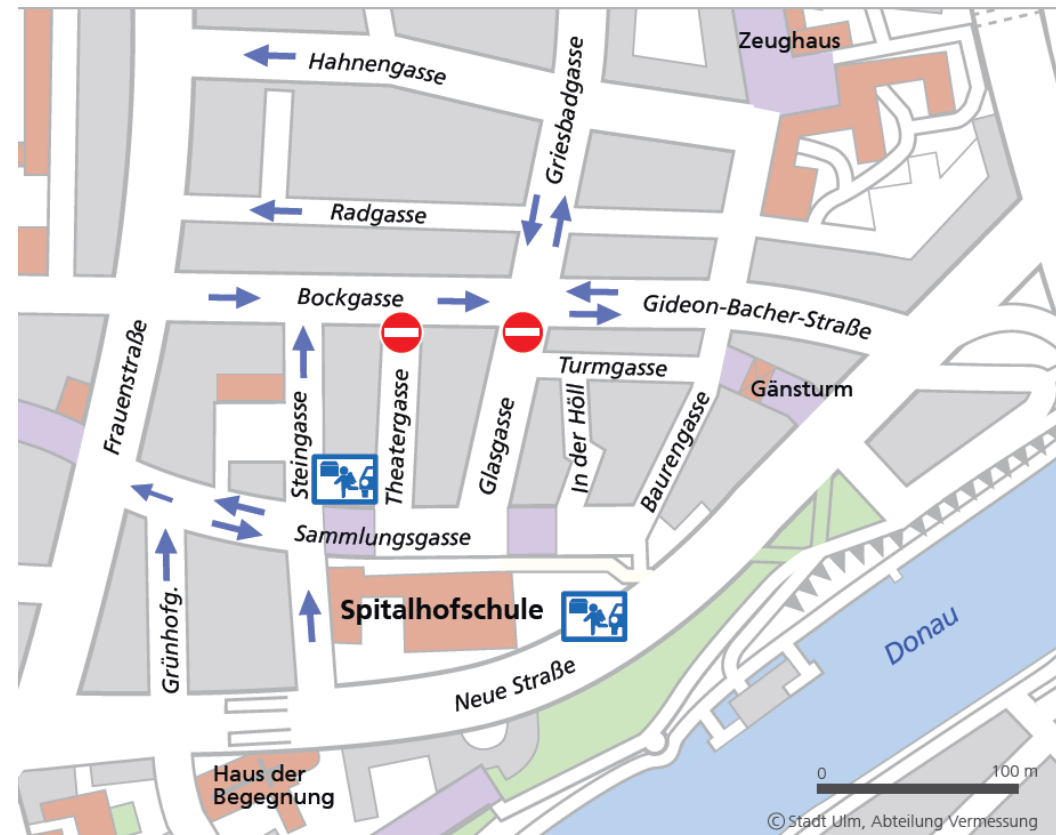 Zeughaus
Hahnengasse
Griesbadgasse
Radgasse
Bockgasse
Gideon-Bacher-Straße
Frauenstraße
Turmgasse
Gänsturm
Steingasse
Theatergasse
Glasgasse
In der Höll
Baurengasse
Sammlungsgasse
Grünhofg.
Spitalhofschule
Donau
Neue Straße
Haus der
Begegnung
0 100 m
© Stadt Ulm, Abteilung Vermessung